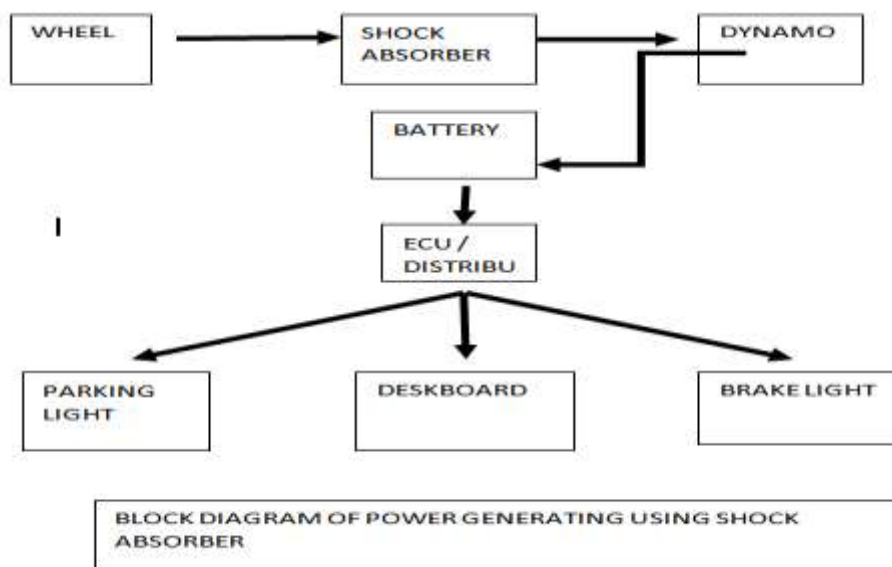 WHEEL
SHOCK
ABSORBER
DYNAMO
BATTERY
ECU /
DISTRIBU
PARKING
LIGHT
DESKBOARD
BRAKE LIGHT
BLOCK DIAGRAM OF POWER GENERATING USING SHOCK
ABSORBER